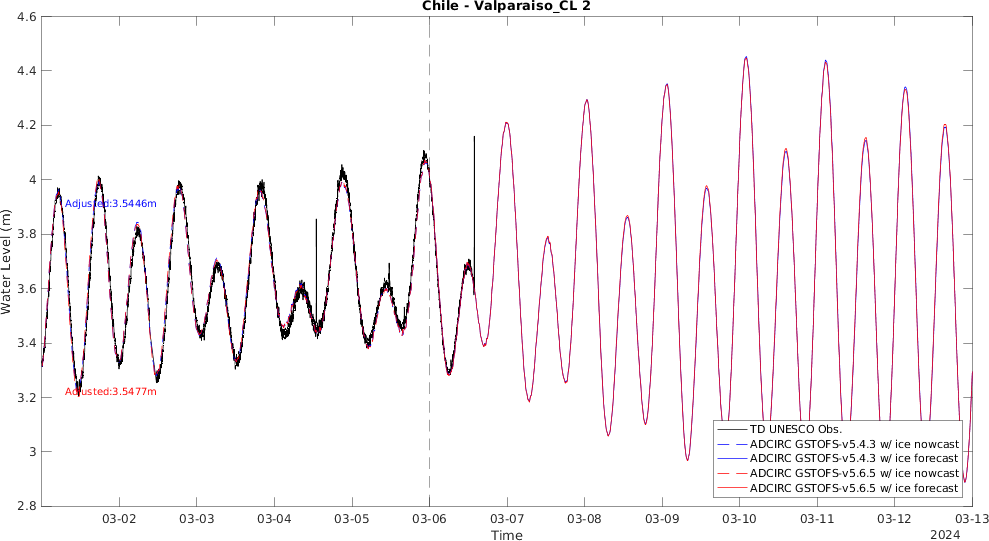 Chile - Valparaiso_CL 2
4.6
4.4
4.2
4
3.8
3.6
3.4
3.2
3
2.8
Water Level (m)
Adjusted:3.5446m
Adjusted:3.5477m
TD UNESCO Obs.
ADCIRC GSTOFS-v5.4.3 w/ ice nowcast
ADCIRC GSTOFS-v5.4.3 w/ ice forecast
ADCIRC GSTOFS-v5.6.5 w/ ice nowcast
ADCIRC GSTOFS-v5.6.5 w/ ice forecast
03-02 03-03 03-04 03-05 03-06 03-07 03-08 03-09 03-10 03-11 03-12 03-13
Time
2024